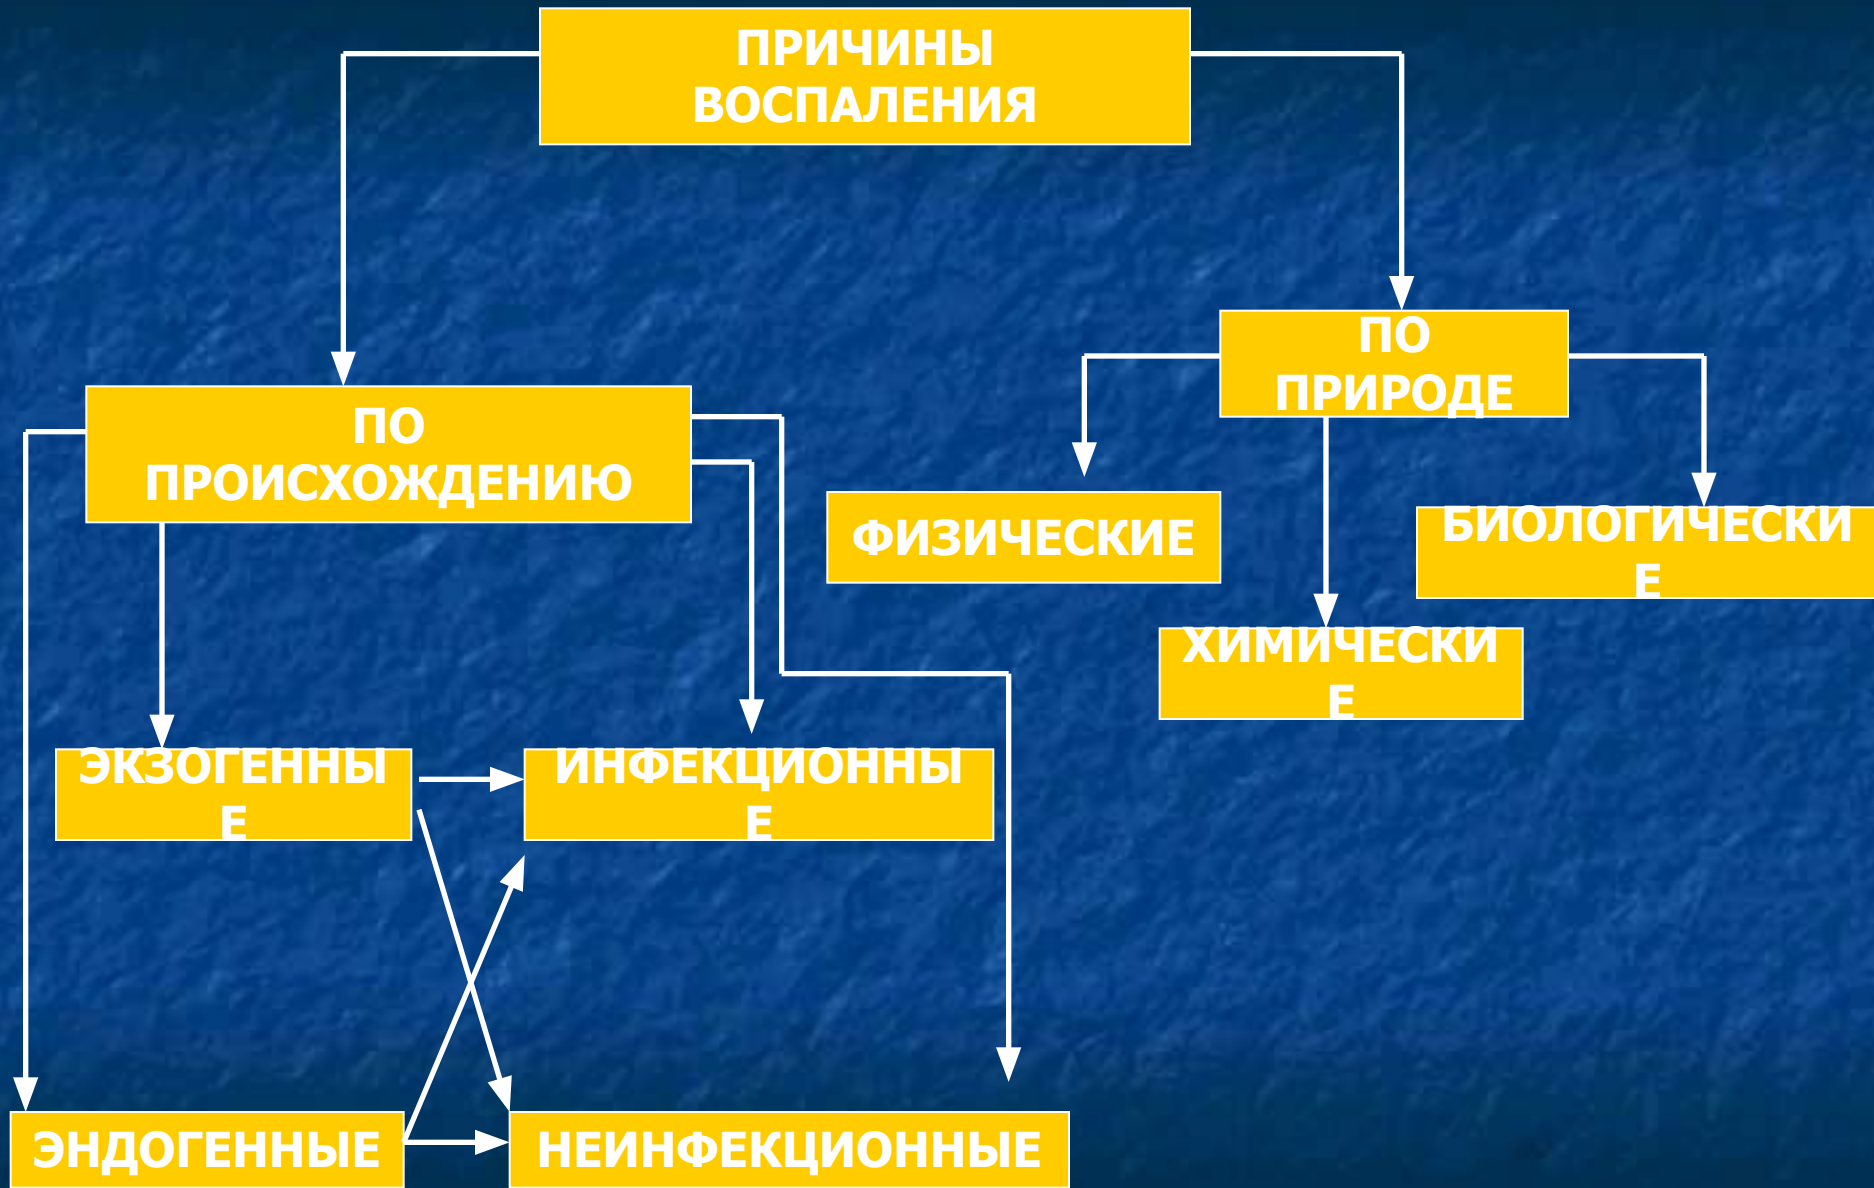 ПРИЧИНЫ
ВОСПАЛЕНИЯ
ПО
ПРИРОДЕ
ПО
ПРОИСХОЖДЕНИЮ
ФИЗИЧЕСКИЕ
БИОЛОГИЧЕСКИ
Е
ХИМИЧЕСКИ
Е
ЭКЗОГЕННЫ
Е
ИНФЕКЦИОННЫ
Е
ЭНДОГЕННЫЕ
НЕИНФЕКЦИОННЫЕ